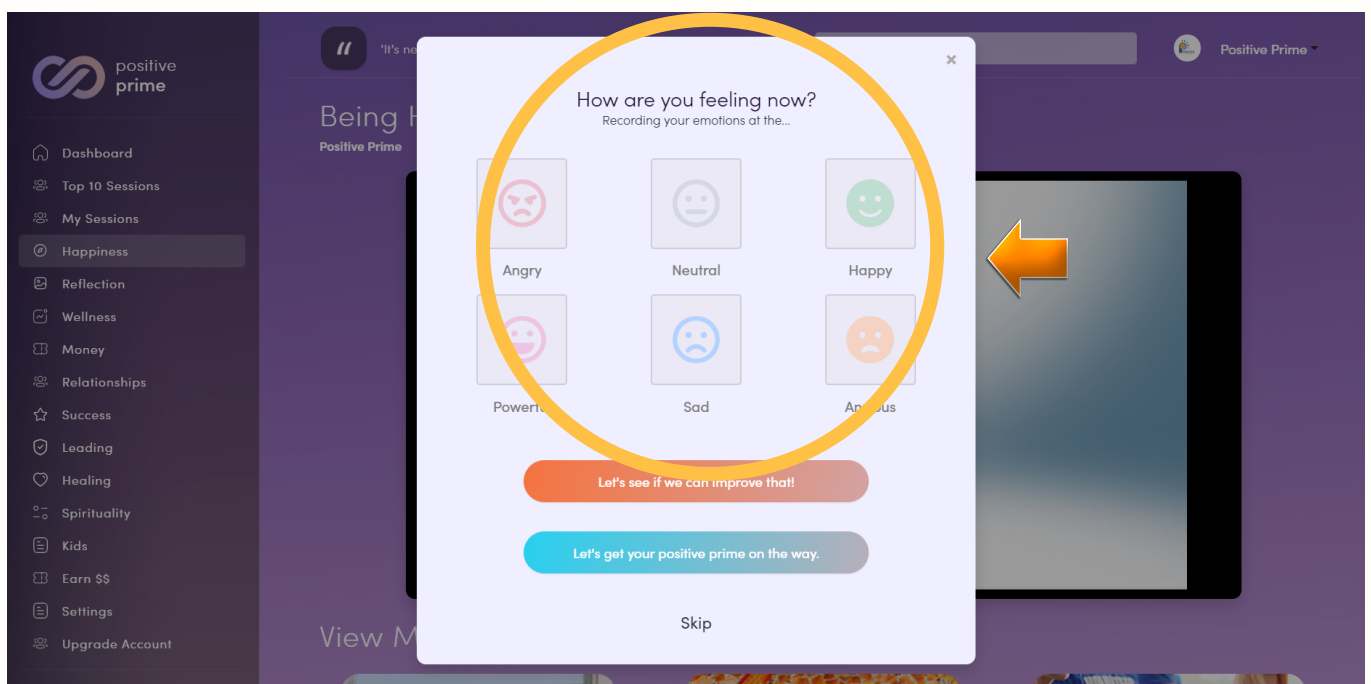 positive
prime
Dashboard
Top 10 Sessions
My Sessions
Happiness
Reflection
Wellness
Money
Relationships
Success
Leading
Healing
Spirituality
Kids
Earn $$
Settings
Upgrade Account
"It's
Positive Prime
Being
Positive Prime
×
How are you feeling now?
Recording your emotions at the...
Angry Neutral Happy
Sad
Let's see if we can improve that!
Let's get your positive prime on the way.
Skip
View